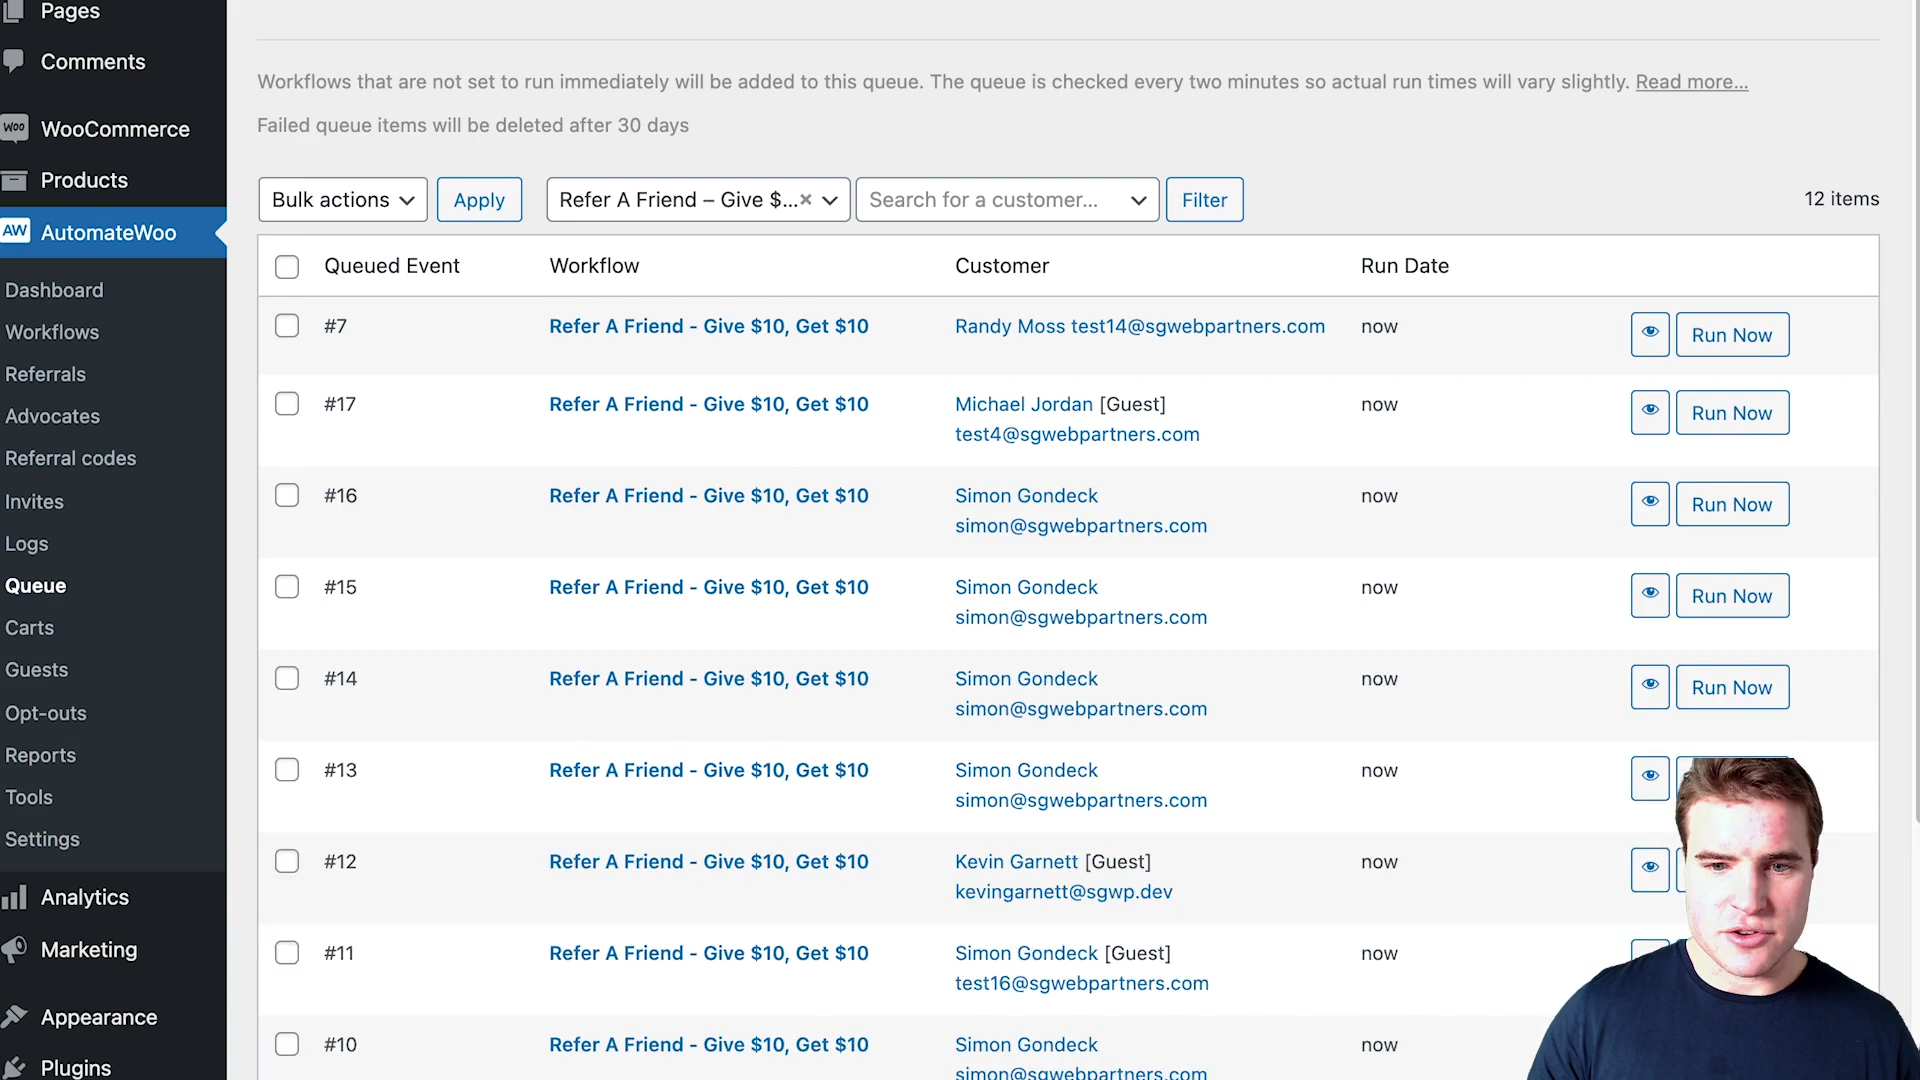 Pages
Comments
Woo WooCommerce
Products
AW AutomateWoo
Dashboard
Workflows
Referrals
Advocates
Referral codes
Invites
Logs
Queue
Carts
Guests
Opt-outs
Reports
Tools
Settings
Analytics
Marketing
Appearance
Plugins
Workflows that are not set to run immediately will be added to this queue. The queue is checked every two minutes so actual run times will vary slightly. Read more...
Failed queue items will be deleted after 30 days
Bulk actions Apply Refer A Friend – Give $...× Search for a customer... Filter 12 items
Queued Event Workflow Customer Run Date
#7 Refer A Friend - Give $10, Get $10 Randy Moss test14@sgwebpartners.com now Run Now
#17 Refer A Friend - Give $10, Get $10 Michael Jordan [Guest] now Run Now
test4@sgwebpartners.com
#16 Refer A Friend - Give $10, Get $10 Simon Gondeck now Run Now
simon@sgwebpartners.com
#15 Refer A Friend - Give $10, Get $10 Simon Gondeck now Run Now
simon@sgwebpartners.com
#14 Refer A Friend - Give $10, Get $10 Simon Gondeck now Run Now
simon@sgwebpartners.com
#13 Refer A Friend - Give $10, Get $10 Simon Gondeck now
simon@sgwebpartners.com
#12 Refer A Friend - Give $10, Get $10 Kevin Garnett [Guest] now
kevingarnett@sgwp.dev
#11 Refer A Friend - Give $10, Get $10 Simon Gondeck [Guest] now
test16@sgwebpartners.com
#10 Refer A Friend - Give $10, Get $10 Simon Gondeck now
simon@sgwebpartners.com